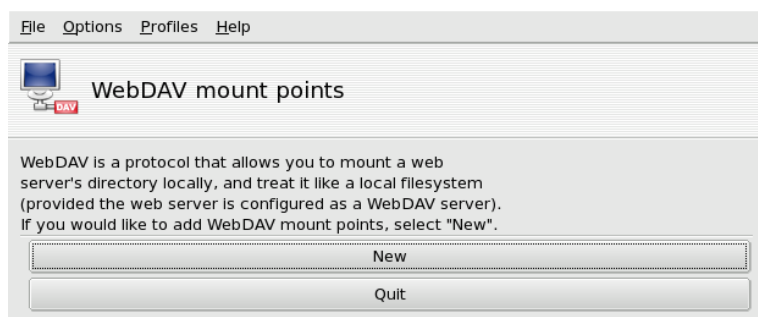 File Options Profiles Help
WebDAV mount points
DAV
WebDAV is a protocol that allows you to mount a web
server's directory locally, and treat it like a local filesystem
(provided the web server is configured as a WebDAV server).
If you would like to add WebDAV mount points, select "New".
New
Quit